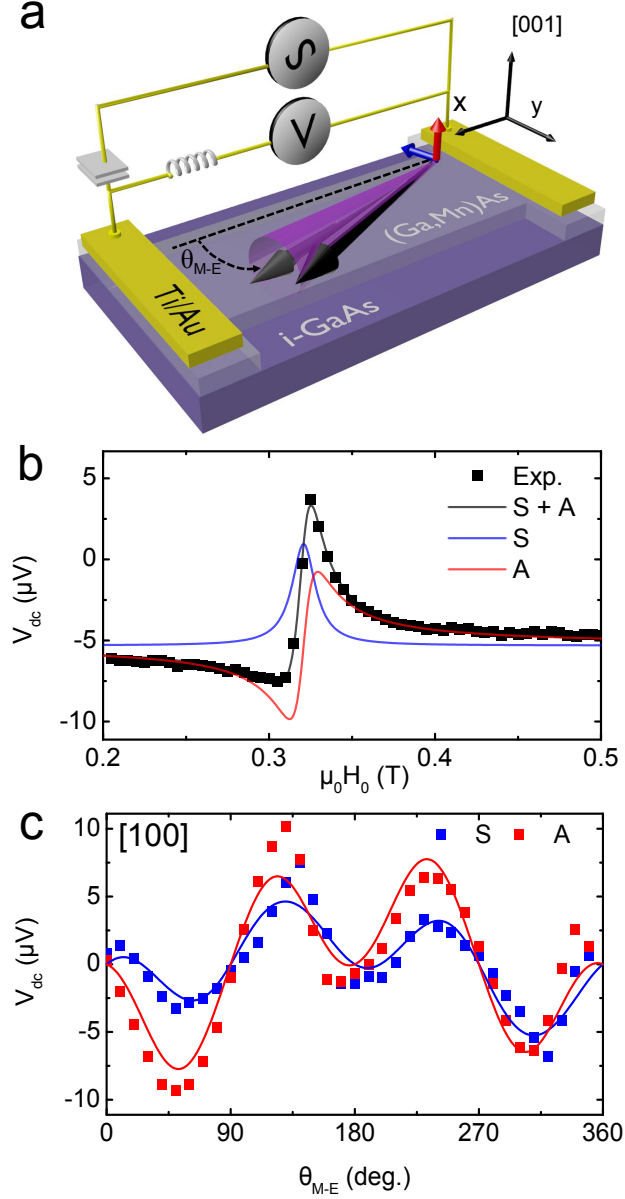 a
S
V
[001]
x
y
θM-E
(Ga,Mn)As
Ti/Au
i-GaAs
b
Exp.
S + A
S
A
5
0
-5
-10
Vdc (µV)
0.2 0.3 0.4 0.5
µ0H0 (T)
c
[100]
S A
10
5
0
-5
-10
Vdc (µV)
0 90 180 270 360
θM-E (deg.)